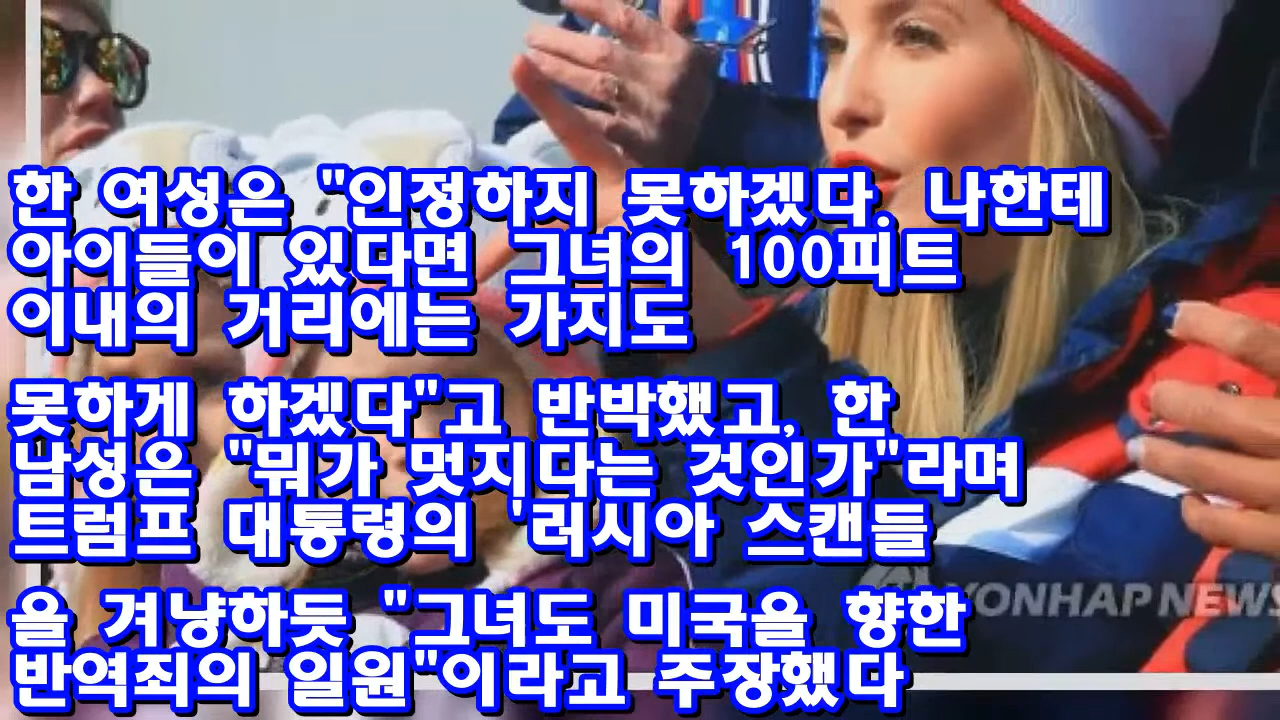 한 여성은 "인정하지 못하겠다. 나한테
아이들이 있다면 그녀의 100피트
이내의 거리에는 가지도
못하게 하겠다"고 반박했고, 한
남성은 "뭐가 멋지다는 것인가"라며
트럼프 대통령의 '러시아 스캔들
을 겨냥하듯 "그녀도 미국을 향한
반역죄의 일원"이라고 주장했다
YONHAP NEWS